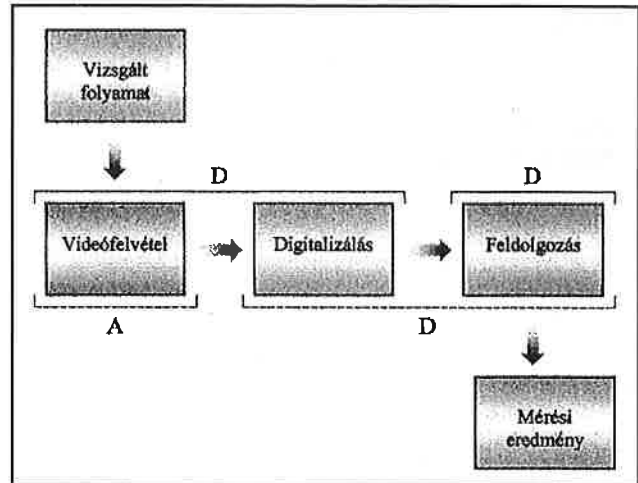 Vizsgált
folyamat
D
D
Videófelvétel
Digitalizálás
Feldolgozás
A
D
Mérési
eredmény